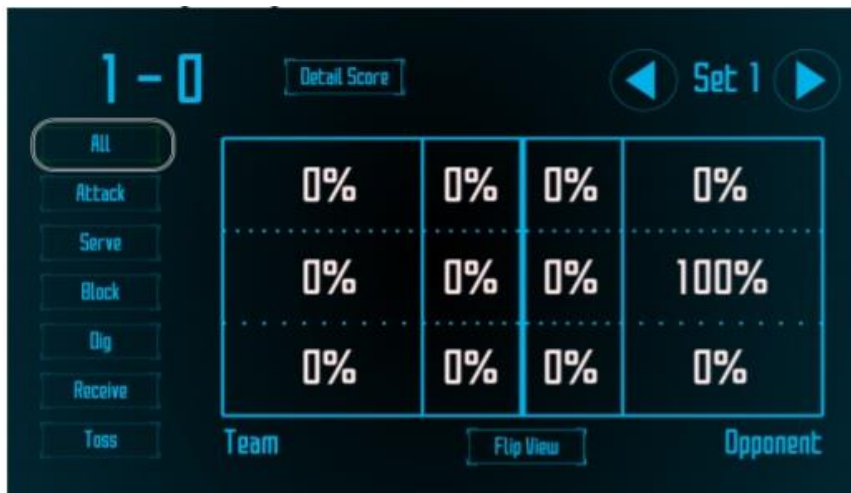 1 - 0
Detail Score
Set 1
All
Attack
Serve
Block
Dig
Receive
Toss
0% 0% 0% 0%
0% 0% 0% 100%
0% 0% 0% 0%
Team
Flip View
Opponent